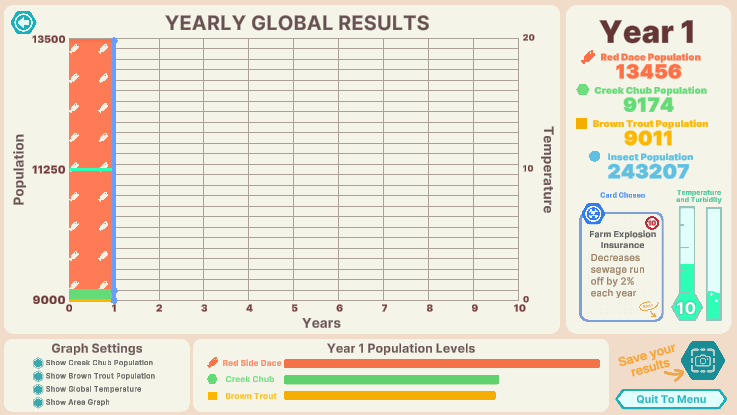 YEARLY GLOBAL RESULTS
13500
11250
9000
Population
20
10
0
Temperature
0 1 2 3 4 5 6 7 8 9 10
Years
Year 1
Red Dace Population
13456
Creek Chub Population
9174
Brown Trout Population
9011
Insect Population
243207
Card Chosen
10
Farm Explosion
Insurance
Decreases
sewage run
off by 2%
each year
Temperature
and Turbidity
10
Graph Settings
Show Creek Chub Population
Show Brown Trout Population
Show Global Temperature
Show Area Graph
Year 1 Population Levels
Red Side Dace
Creek Chub
Brown Trout
Save your
results
Quit To Menu